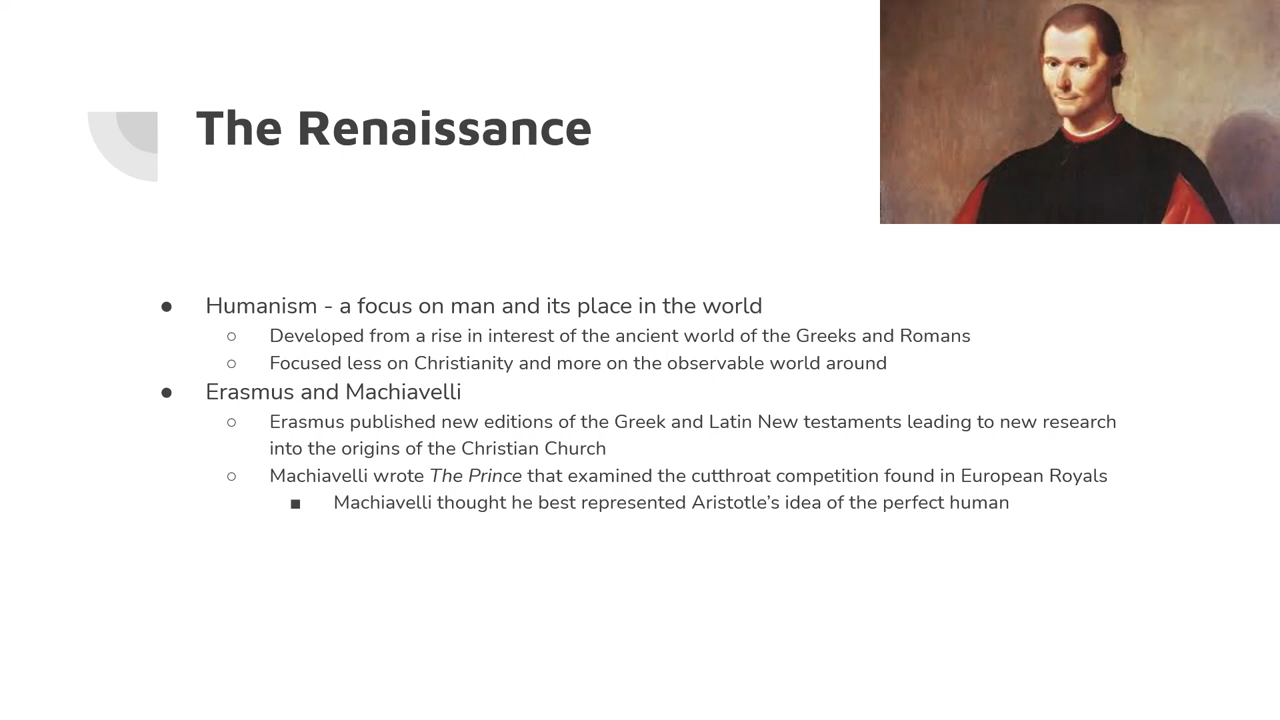 The Renaissance
● Humanism - a focus on man and its place in the world
○ Developed from a rise in interest of the ancient world of the Greeks and Romans
○ Focused less on Christianity and more on the observable world around
● Erasmus and Machiavelli
○ Erasmus published new editions of the Greek and Latin New testaments leading to new research
into the origins of the Christian Church
○ Machiavelli wrote The Prince that examined the cutthroat competition found in European Royals
■ Machiavelli thought he best represented Aristotle’s idea of the perfect human